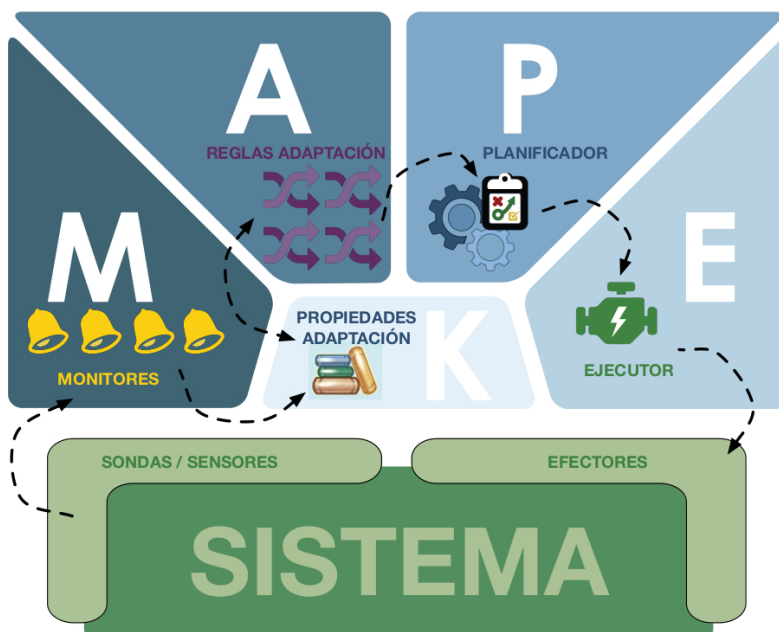 A
P
REGLAS ADAPTACIÓN
PLANIFICADOR
M
E
PROPIEDADES
ADAPTACIÓN
K
MONITORES
EJECUTOR
SONDAS / SENSORES
EFECTORES
SISTEMA